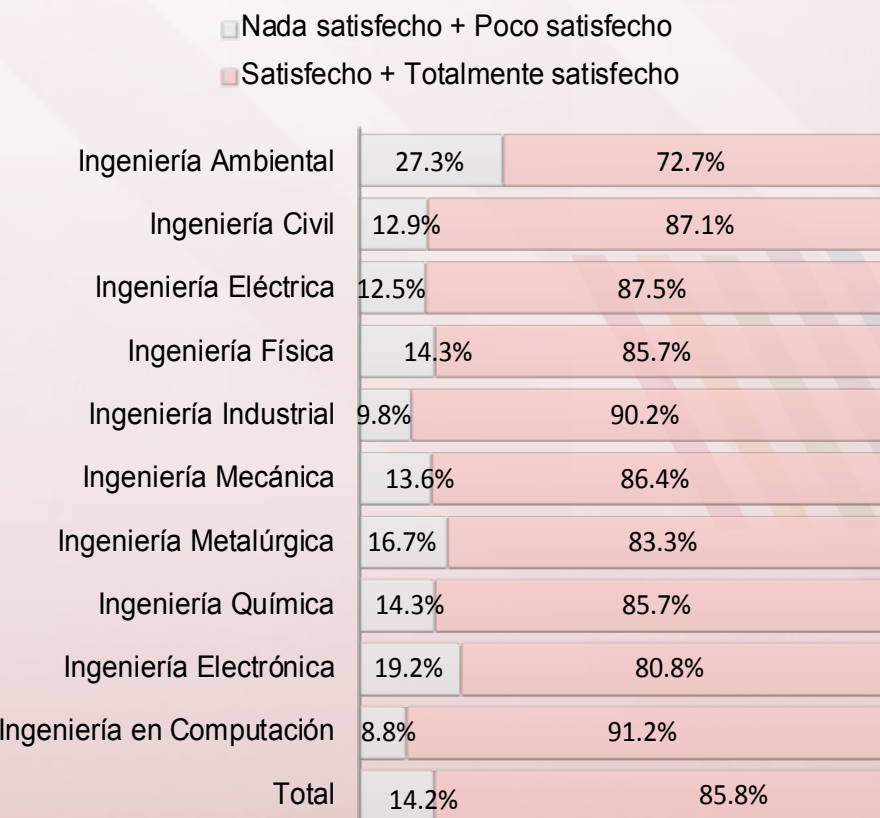 Nada satisfecho + Poco satisfecho
Satisfecho + Totalmente satisfecho
Ingeniería Ambiental 27.3% 72.7%
Ingeniería Civil 12.9% 87.1%
Ingeniería Eléctrica 12.5% 87.5%
Ingeniería Física 14.3% 85.7%
Ingeniería Industrial 9.8% 90.2%
Ingeniería Mecánica 13.6% 86.4%
Ingeniería Metalúrgica 16.7% 83.3%
Ingeniería Química 14.3% 85.7%
Ingeniería Electrónica 19.2% 80.8%
Ingeniería en Computación 8.8% 91.2%
Total 14.2% 85.8%